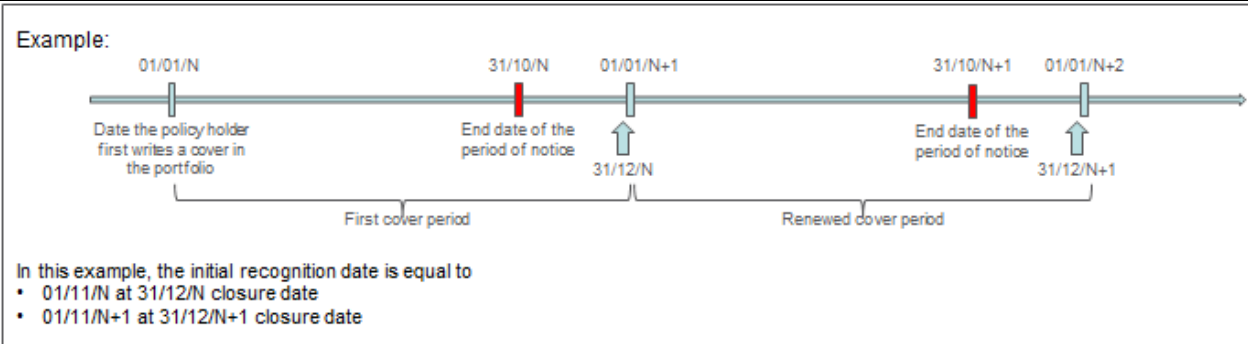 Example:
01/01/N 31/10/N 01/01/N+1 31/10/N+1 01/01/N+2
Date the policy holder
first writes a cover in
the portfolio
End date of the
period of notice
31/12/N
End date of the
period of notice
31/12/N+1
First cover period
Renewed cover period
In this example, the initial recognition date is equal to
• 01/11/N at 31/12/N closure date
• 01/11/N+1 at 31/12/N+1 closure date